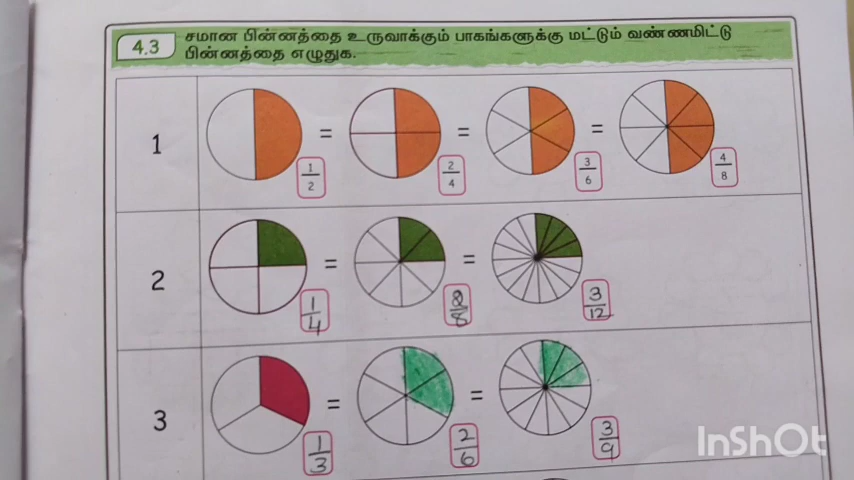 4.3 சமான பின்னத்தை உருவாக்கும் பாகங்களுக்கு மட்டும் வண்ணமிட்டு
பின்னத்தை எழுதுக.
1 = = =
1/2 2/4 3/6 4/8
2 = =
1/4 8/8 3/12
3 = =
1/3 2/6 3/9
InShOt